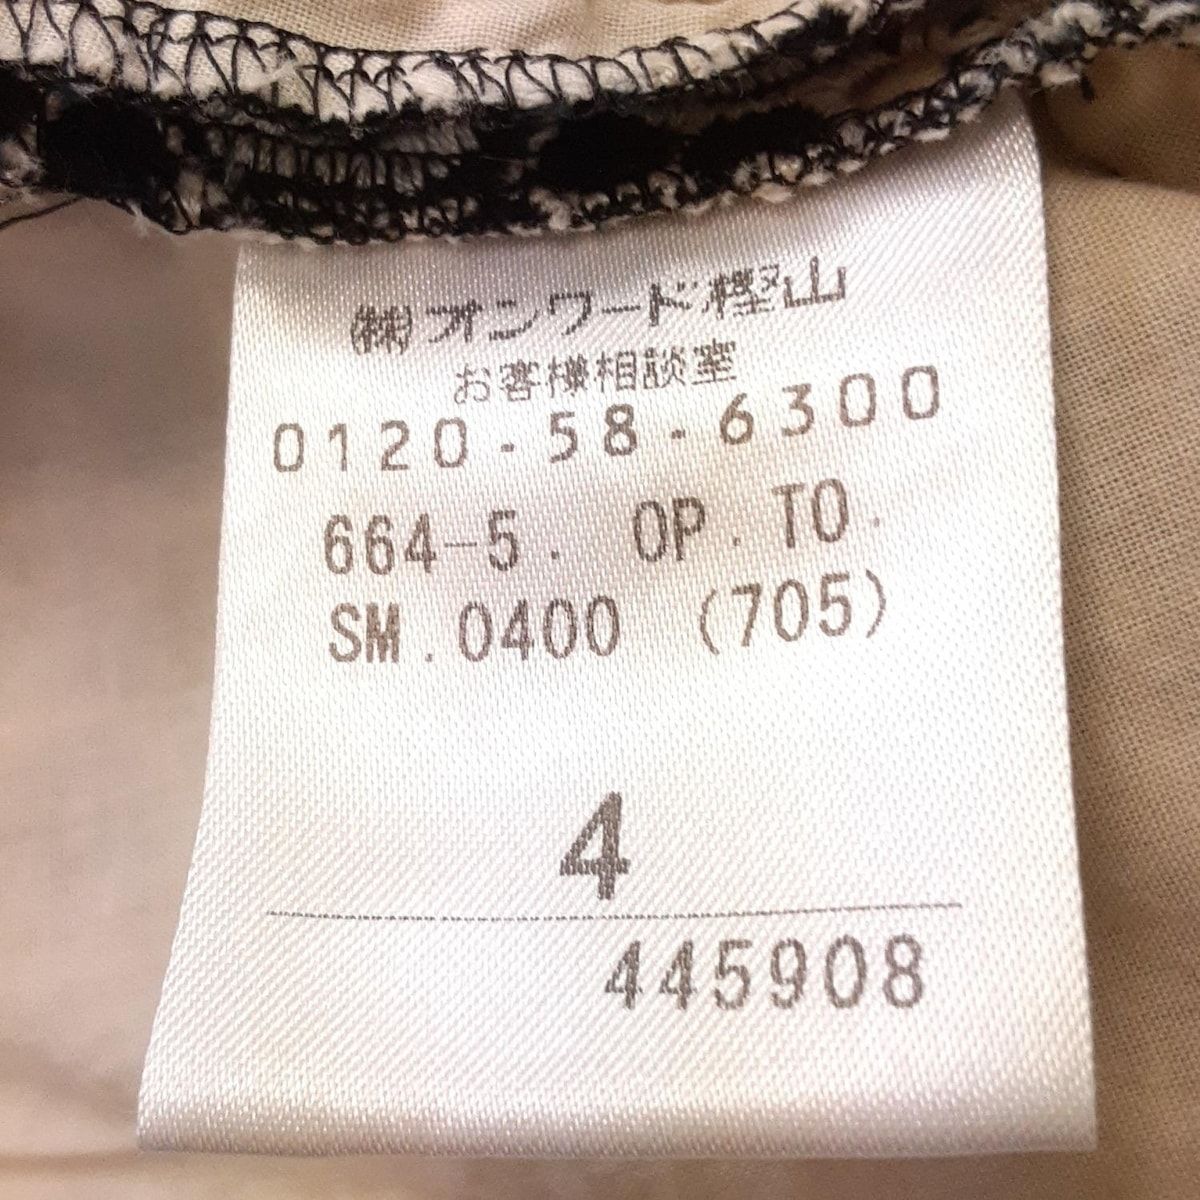 (株)オンワード樫山
お客様相談室
0120-58-6300
664-5. OP. TO.
SM.0400 (705)
4
445908